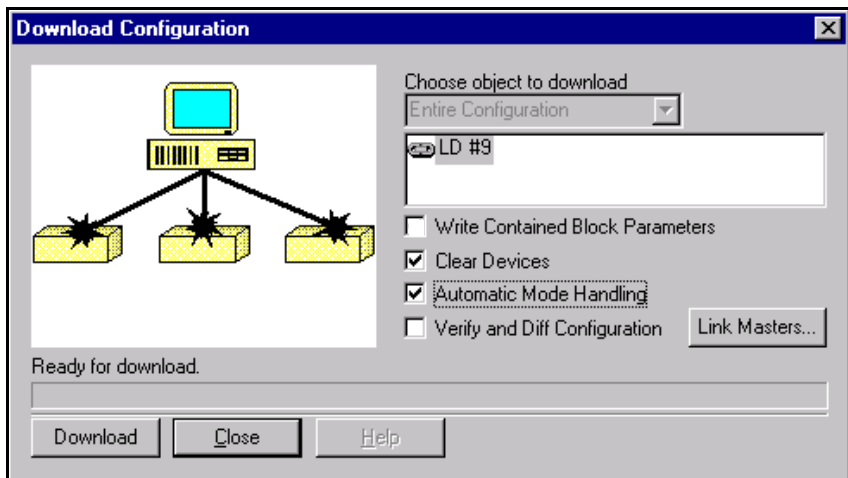 Download Configuration
Choose object to download
Entire Configuration
LD #9
Write Contained Block Parameters
Clear Devices
Automatic Mode Handling
Verify and Diff Configuration
Link Masters...
Ready for download.
Download
Close
Help